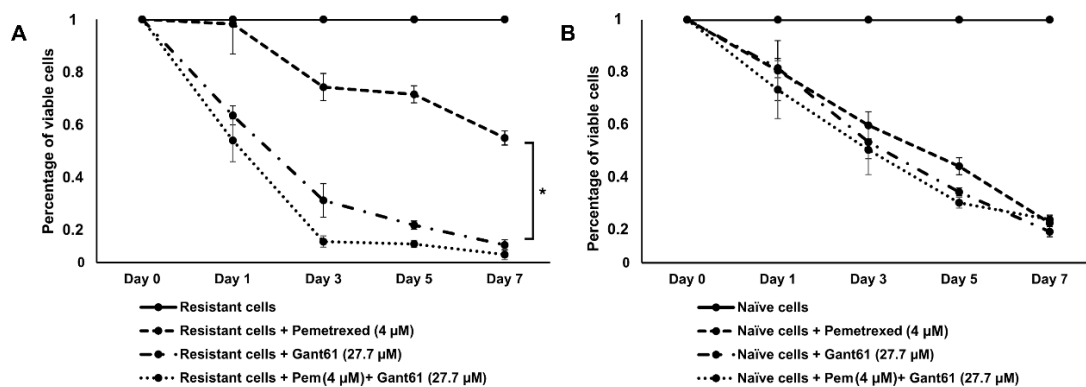 A
Percentage of viable cells
1
0.8
0.6
0.4
0.2
0
*
Day 0 Day 1 Day 3 Day 5 Day 7
Resistant cells
Resistant cells + Pemetrexed (4 µM)
Resistant cells + Gant61 (27.7 µM)
Resistant cells + Pem(4 µM)+ Gant61 (27.7 µM)
B
Percentage of viable cells
1
0.8
0.6
0.4
0.2
0
Day 0 Day 1 Day 3 Day 5 Day 7
Naïve cells
Naïve cells + Pemetrexed (4 µM)
Naïve cells + Gant61 (27.7 µM)
Naïve cells + Pem(4 µM)+ Gant61 (27.7 µM)